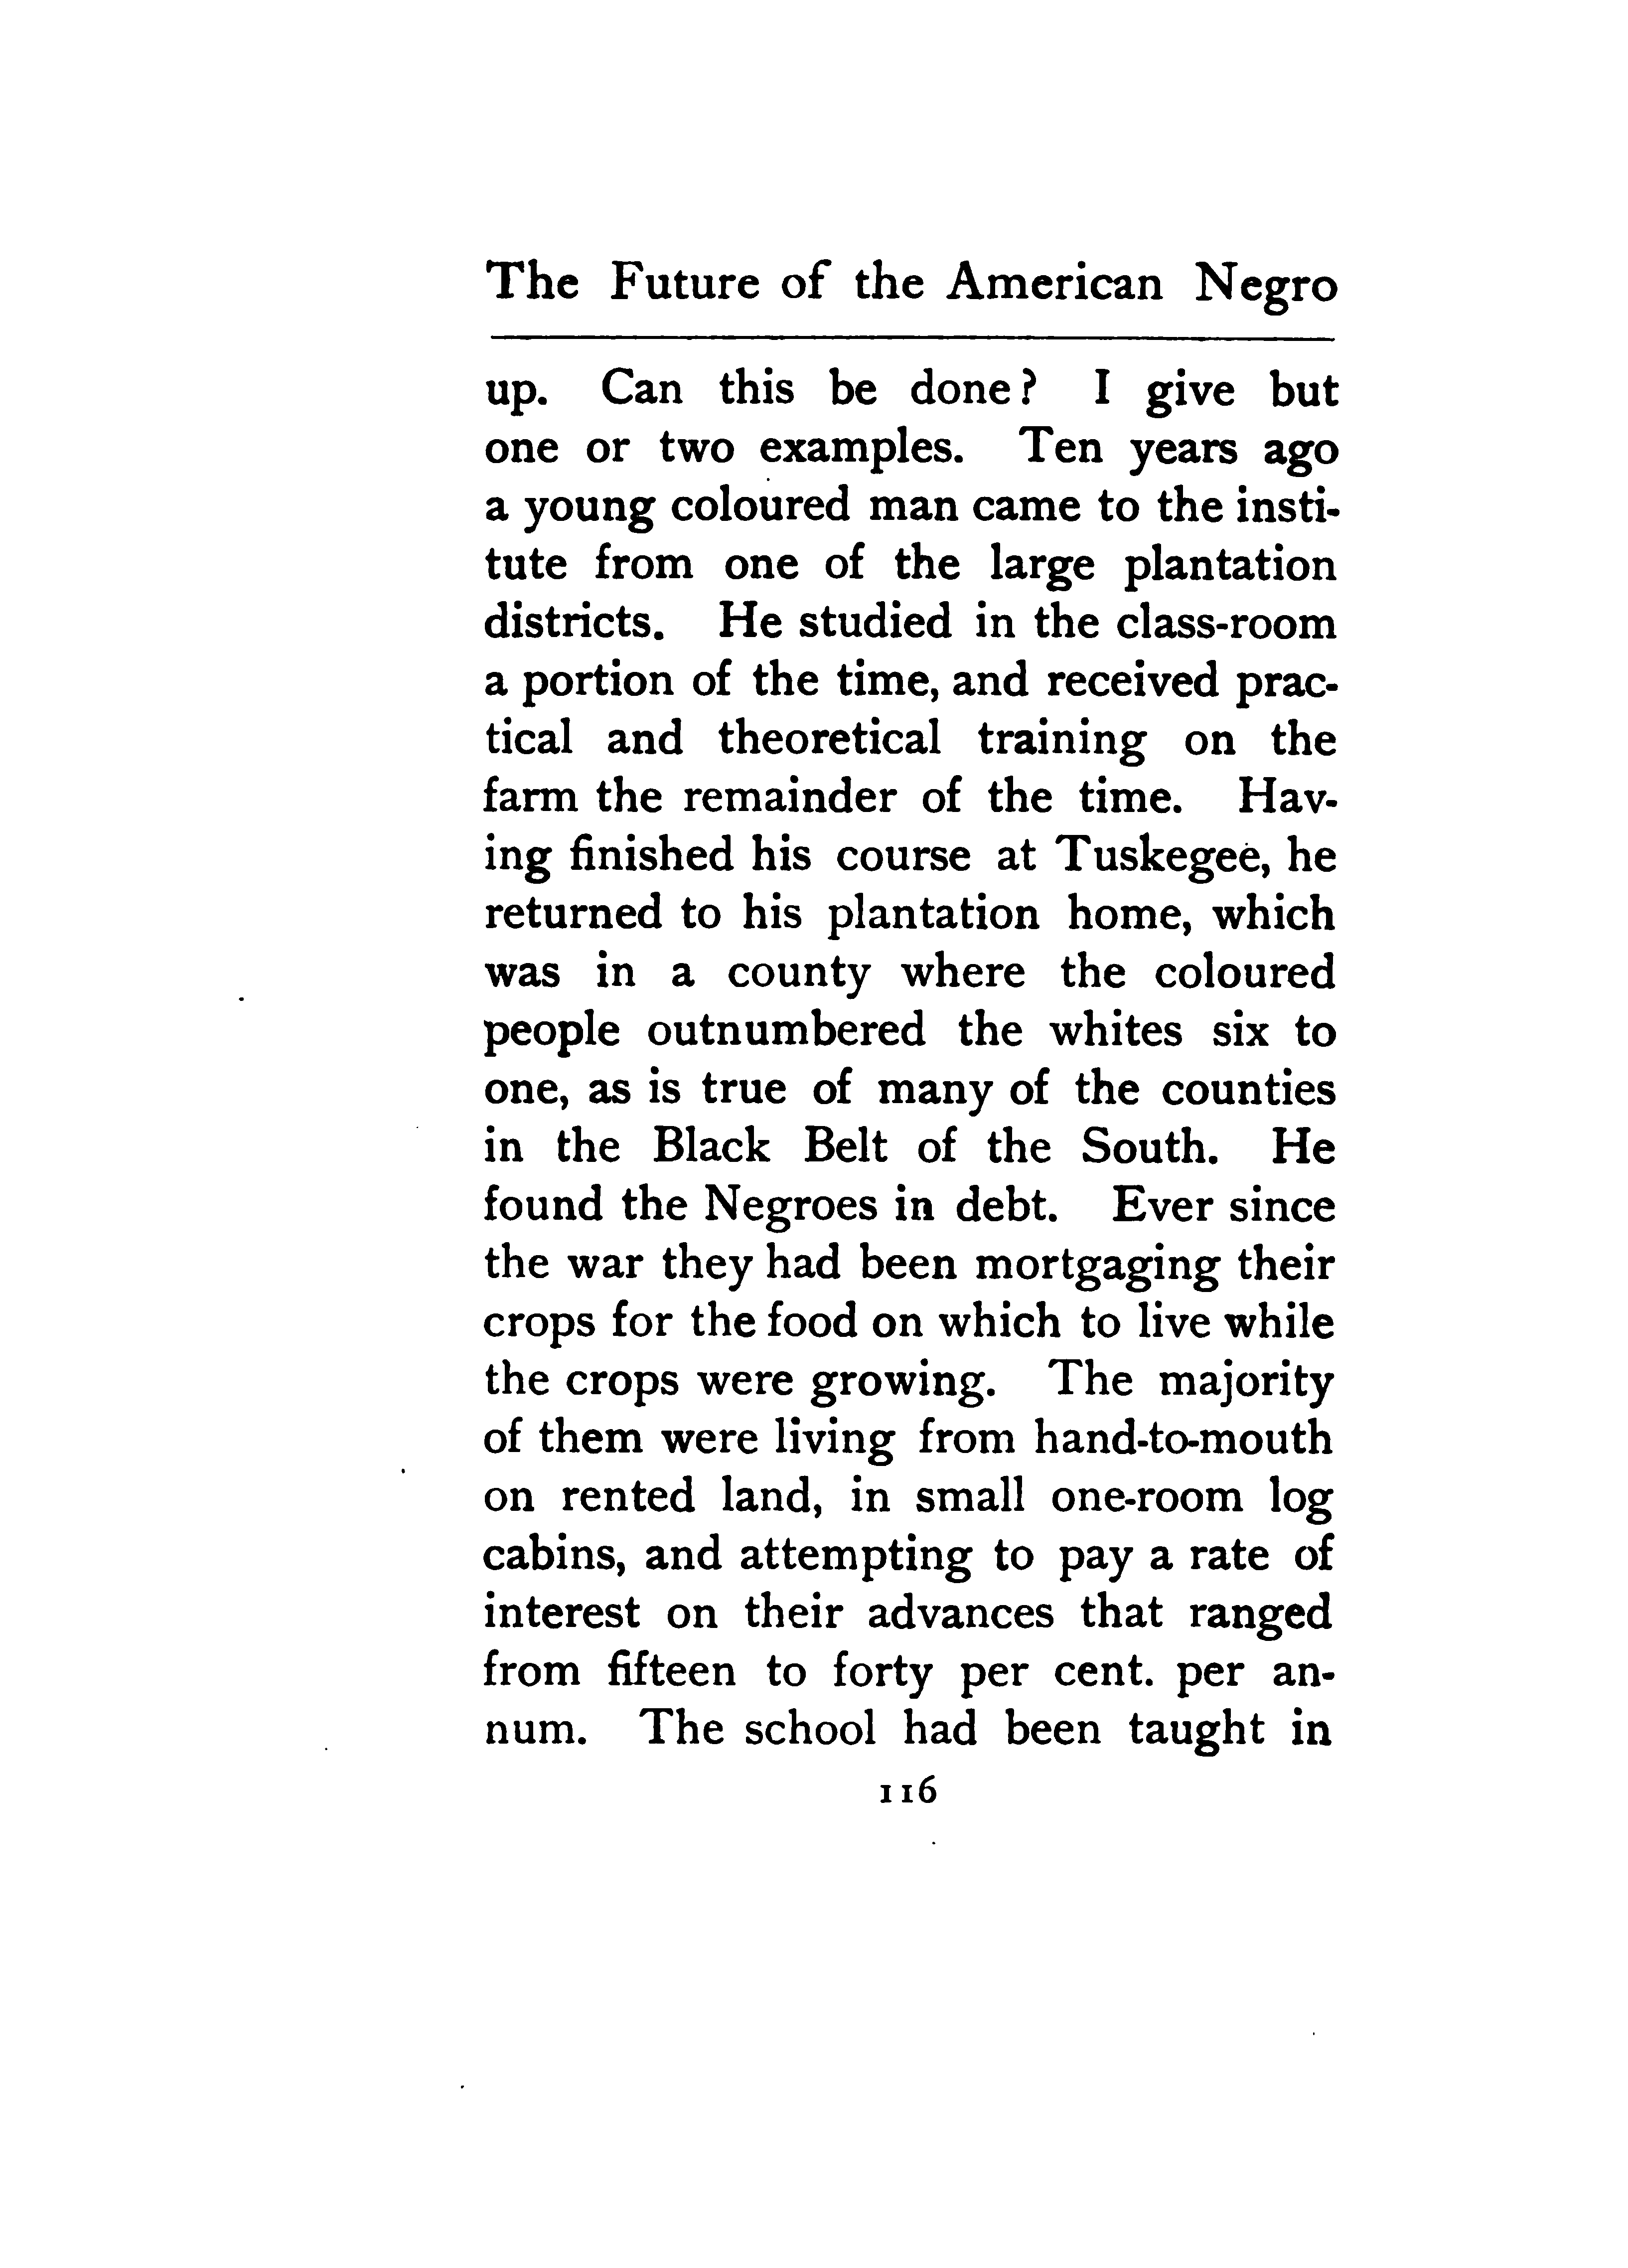 The Future of the American Negro
up. Can this be done? I give but
one or two examples. Ten years ago
a young coloured man came to the insti-
tute from one of the large plantation
districts. He studied in the class-room
a portion of the time, and received prac-
tical and theoretical training on the
farm the remainder of the time. Hav-
ing finished his course at Tuskegee, he
returned to his plantation home, which
was in a county where the coloured
people outnumbered the whites six to
one, as is true of many of the counties
in the Black Belt of the South. He
found the Negroes in debt. Ever since
the war they had been mortgaging their
crops for the food on which to live while
the crops were growing. The majority
of them were living from hand-to-mouth
on rented land, in small one-room log
cabins, and attempting to pay a rate of
interest on their advances that ranged
from fifteen to forty per cent. per an-
num. The school had been taught in
116